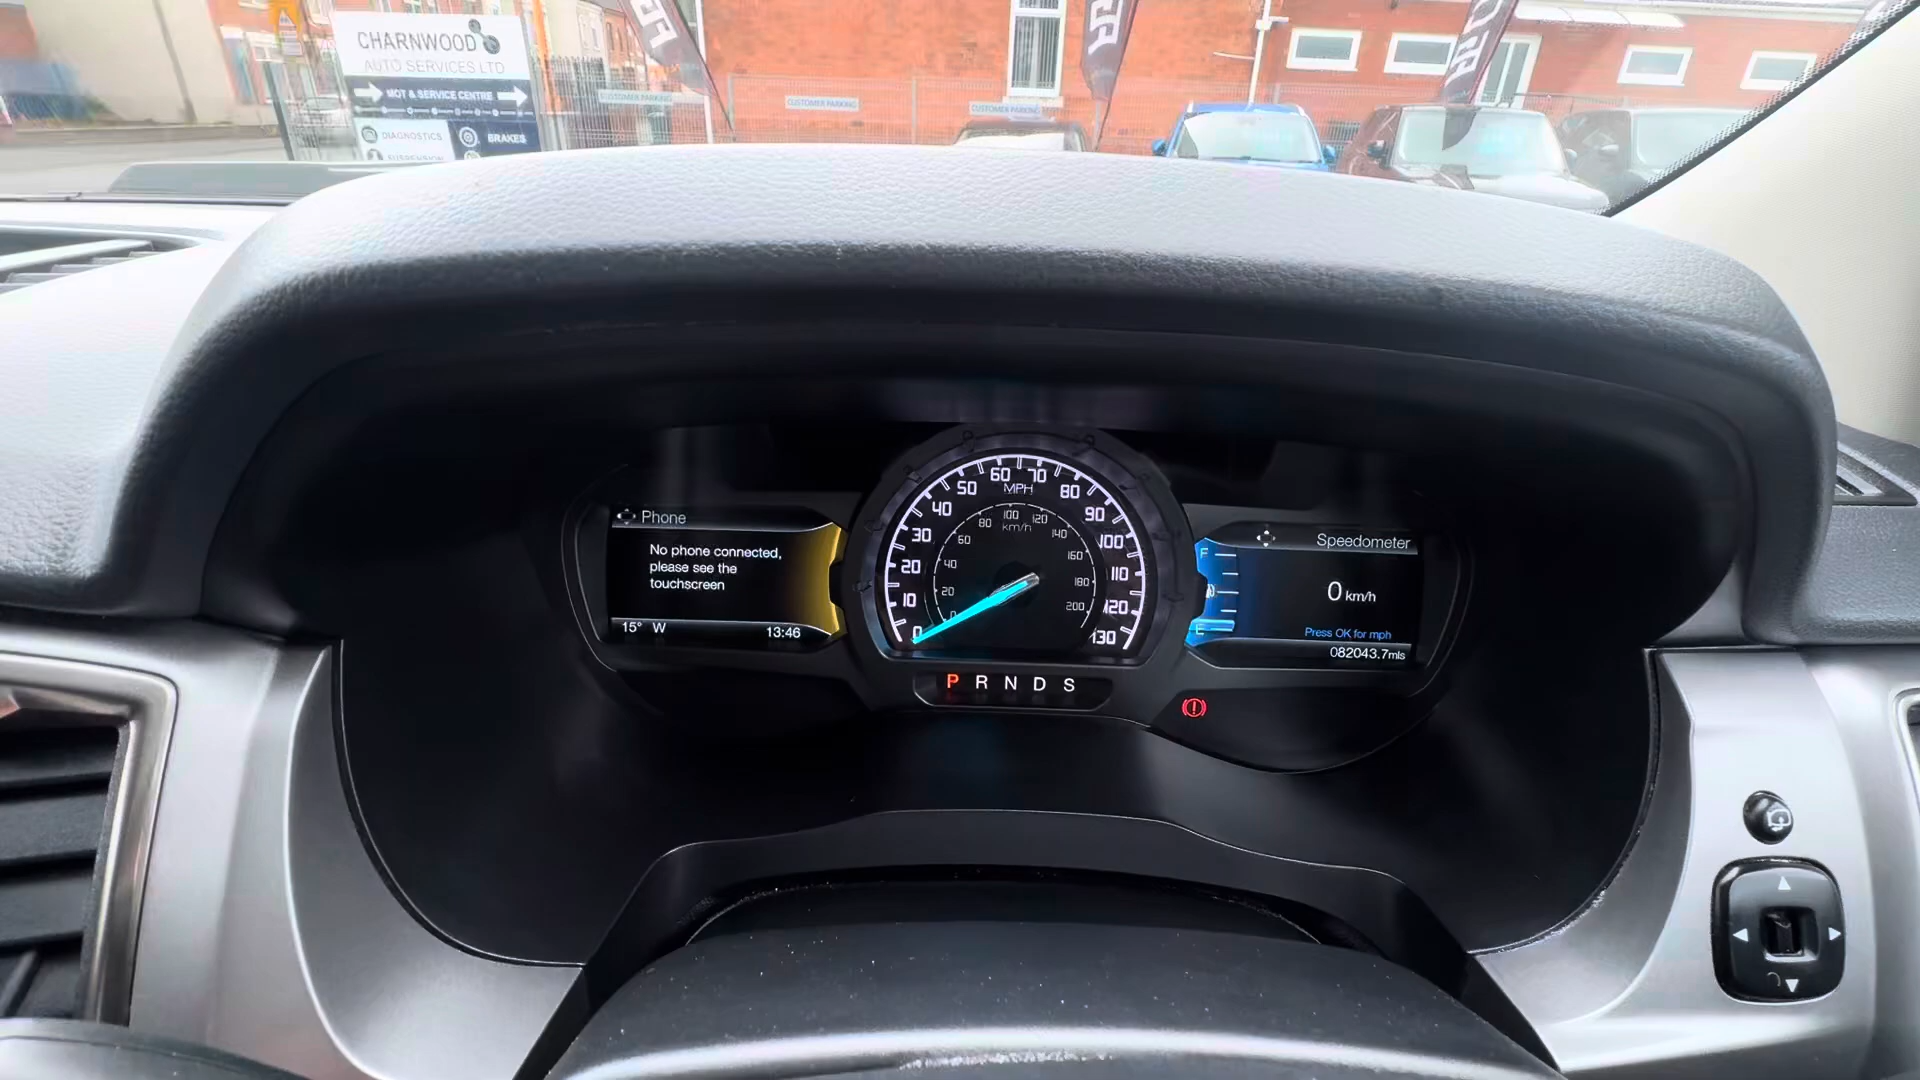 CHARNWOOD
AUTO SERVICES LTD
MOT & SERVICE CENTRE
DIAGNOSTICS
BRAKES
SUSPENSION
CUSTOMER PARKING
CUSTOMER PARKING
CUSTOMER PARKING
Phone
No phone connected,
please see the
touchscreen
15° W
13:46
0 10 20 30 40 50 60 70 80 90 100 110 120 130
MPH
0 20 40 60 80 100 120 140 160 180 200
km/h
P R N D S
F
E
Speedometer
0 km/h
Press OK for mph
082043.7mls